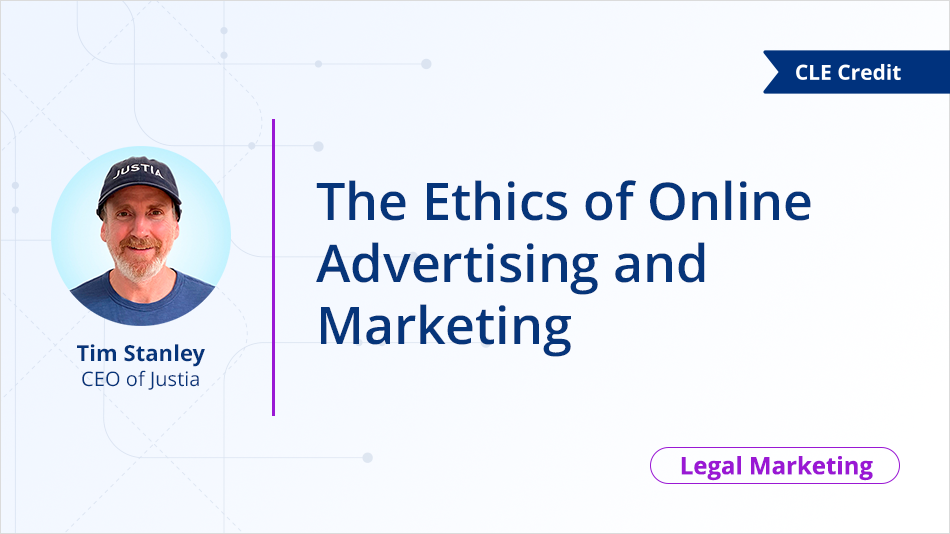 CLE Credit
JUSTIA
The Ethics of Online
Advertising and
Marketing
Tim Stanley
CEO of Justia
Legal Marketing